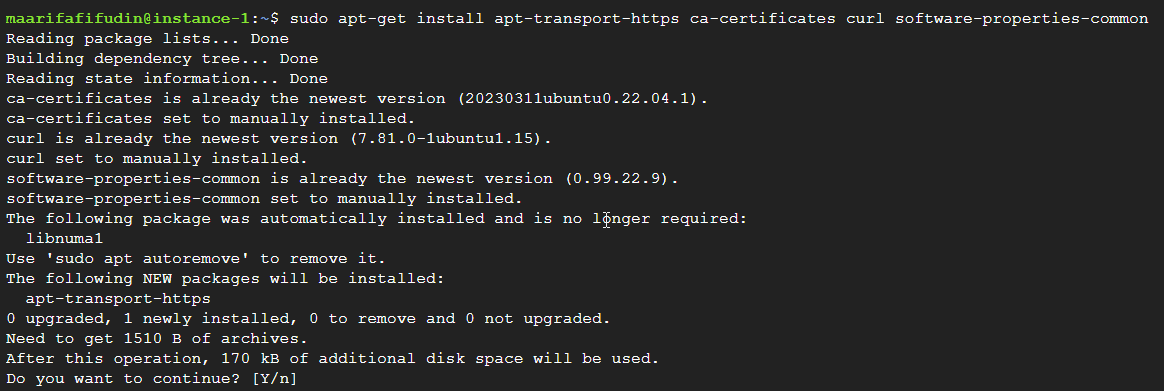 maarifafifudin@instance-1:~$ sudo apt-get install apt-transport-https ca-certificates curl software-properties-common
Reading package lists... Done
Building dependency tree... Done
Reading state information... Done
ca-certificates is already the newest version (20230311ubuntu0.22.04.1).
ca-certificates set to manually installed.
curl is already the newest version (7.81.0-1ubuntu1.15).
curl set to manually installed.
software-properties-common is already the newest version (0.99.22.9).
software-properties-common set to manually installed.
The following package was automatically installed and is no longer required:
  libnuma1
Use 'sudo apt autoremove' to remove it.
The following NEW packages will be installed:
  apt-transport-https
0 upgraded, 1 newly installed, 0 to remove and 0 not upgraded.
Need to get 1510 B of archives.
After this operation, 170 kB of additional disk space will be used.
Do you want to continue? [Y/n]